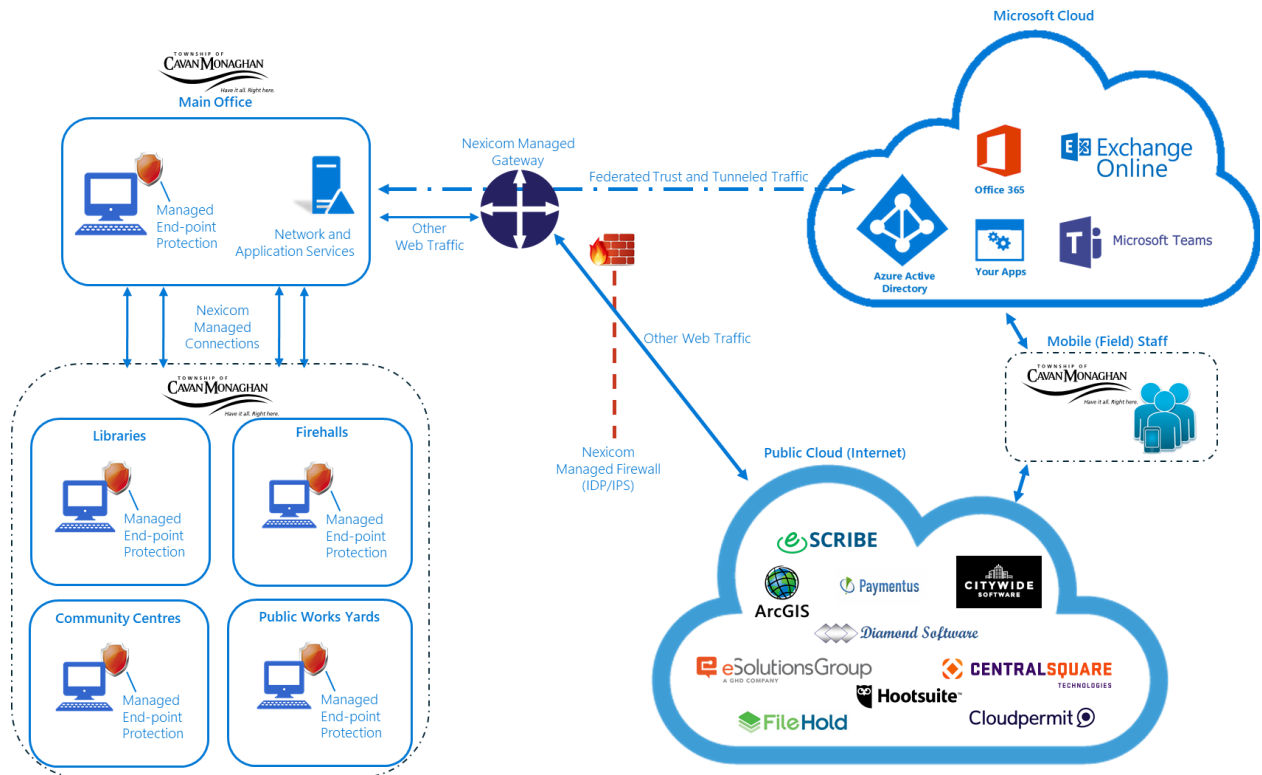 Microsoft Cloud
TOWNSHIP OF
CAVAN MONAGHAN
Have it all. Right here.
Main Office
Managed
End-point
Protection
Network and
Application Services
Nexicom Managed
Gateway
Federated Trust and Tunneled Traffic
Other
Web Traffic
Office 365
Exchange
Online
Azure Active
Directory
Your Apps
Microsoft Teams
Nexicom
Managed
Connections
Other Web Traffic
Mobile (Field) Staff
TOWNSHIP OF
CAVAN MONAGHAN
Have it all. Right here.
TOWNSHIP OF
CAVAN MONAGHAN
Have it all. Right here.
Libraries
Managed
End-point
Protection
Firehalls
Managed
End-point
Protection
Community Centres
Managed
End-point
Protection
Public Works Yards
Managed
End-point
Protection
Nexicom
Managed Firewall
(IDP/IPS)
Public Cloud (Internet)
eSCRIBE
ArcGIS
Paymentus
CITYWIDE
SOFTWARE
Diamond Software
eSolutionsGroup
A GHD COMPANY
CENTRALSQUARE
TECHNOLOGIES
Hootsuite™
FileHold
Cloudpermit